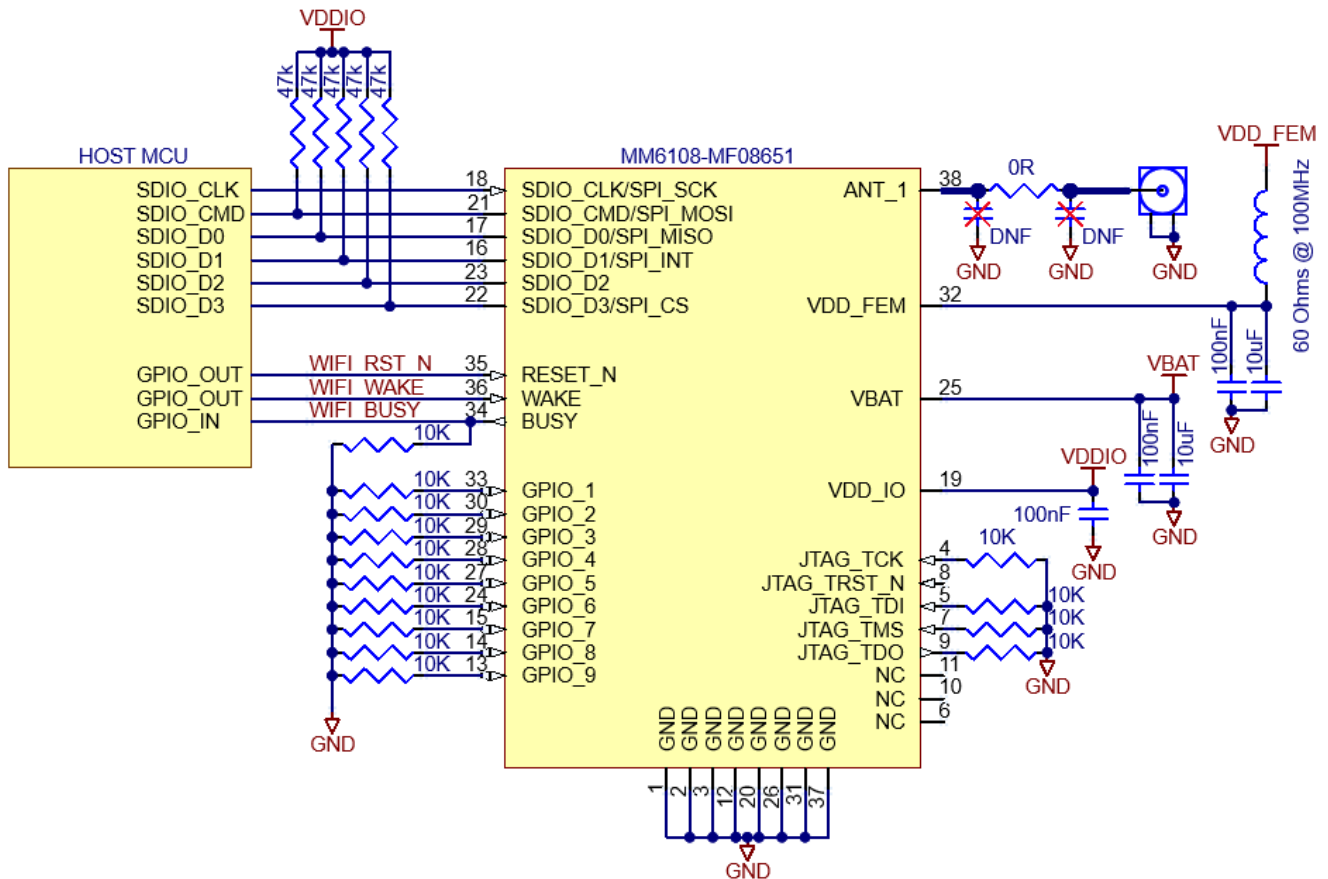 VDDIO
47k
47k
47k
47k
47k
HOST MCU
SDIO_CLK
SDIO_CMD
SDIO_D0
SDIO_D1
SDIO_D2
SDIO_D3
GPIO_OUT
GPIO_OUT
GPIO_IN
WIFI_RST_N
WIFI_WAKE
WIFI_BUSY
10K
10K
10K
10K
10K
10K
10K
10K
10K
10K
GND
MM6108-MF08651
18 SDIO_CLK/SPI_SCK
21 SDIO_CMD/SPI_MOSI
17 SDIO_D0/SPI_MISO
16 SDIO_D1/SPI_INT
23 SDIO_D2
22 SDIO_D3/SPI_CS
35 RESET_N
36 WAKE
34 BUSY
33 GPIO_1
30 GPIO_2
29 GPIO_3
28 GPIO_4
27 GPIO_5
24 GPIO_6
15 GPIO_7
14 GPIO_8
13 GPIO_9
ANT_1 38
VDD_FEM 32
VBAT 25
VDD_IO 19
JTAG_TCK 4
JTAG_TRST_N 8
JTAG_TDI 5
JTAG_TMS 7
JTAG_TDO 9
NC 11
NC 10
NC 6
GND GND GND GND GND GND GND GND
1 2 3 12 20 26 31 37
GND
0R
DNF
DNF
GND
GND
GND
VDD_FEM
60 Ohms @ 100MHz
100nF
10uF
GND
VBAT
100nF
10uF
GND
VDDIO
100nF
GND
10K
10K
10K
10K
GND